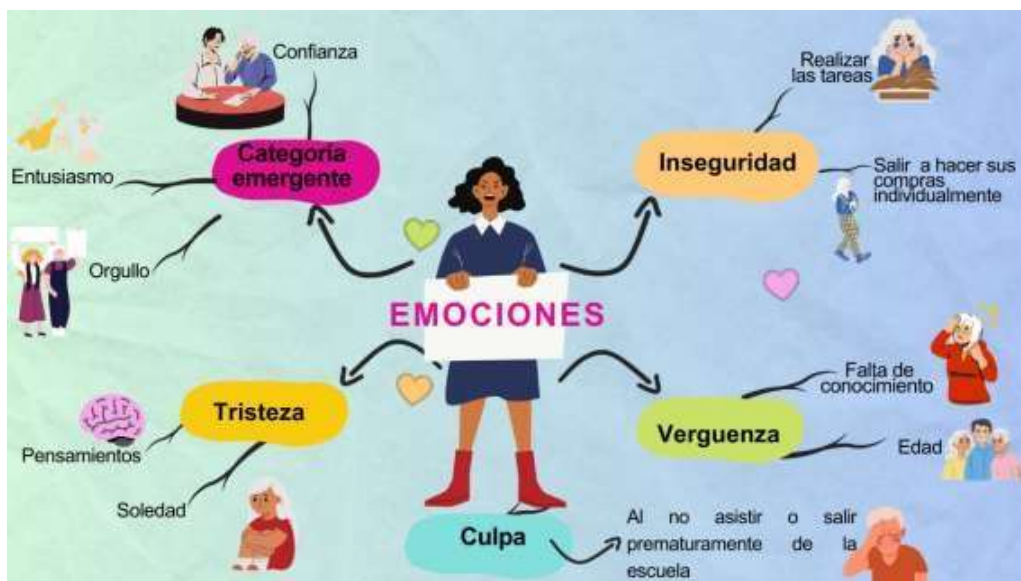 Confianza
Categoría
emergente
Entusiasmo
Orgullo
Realizar
las tareas
Inseguridad
Salir a hacer sus
compras
individualmente
EMOCIONES
Tristeza
Pensamientos
Soledad
Falta de
conocimiento
Verguenza
Edad
Culpa
Al no asistir o salir
prematuramente de la
escuela